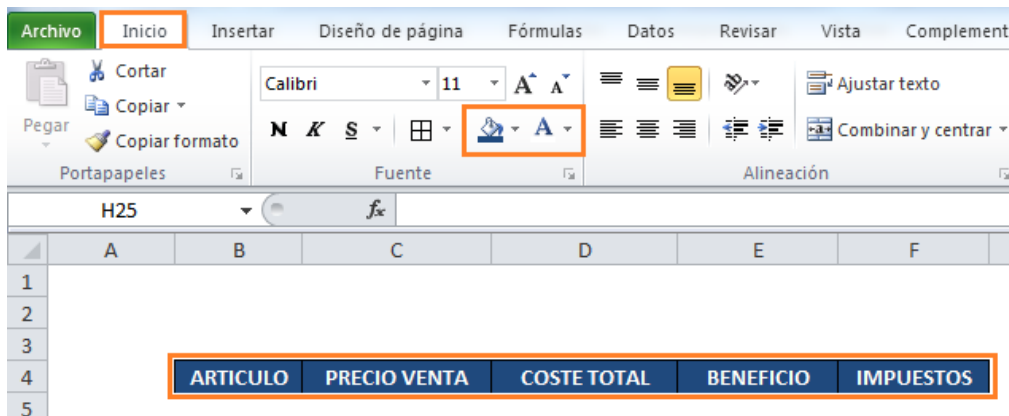 Archivo Inicio Insertar Diseño de página Fórmulas Datos Revisar Vista Complement
Cortar
Copiar
Copiar formato
Pegar
Portapapeles
Calibri 11 A A
N K S A
Fuente
Ajustar texto
Combinar y centrar
Alineación
H25 fx
A B C D E F
1
2
3
4 ARTICULO PRECIO VENTA COSTE TOTAL BENEFICIO IMPUESTOS
5